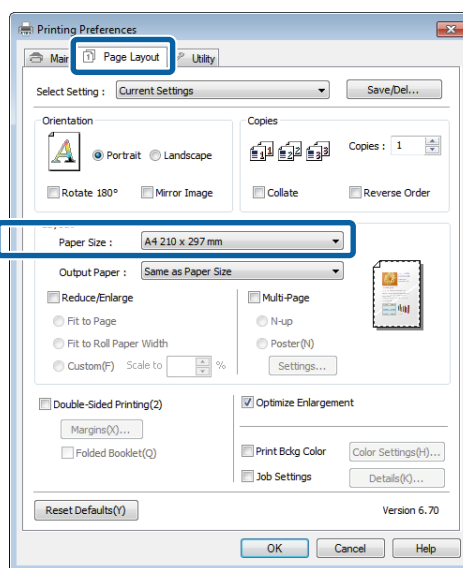 Printing Preferences
Main Page Layout Utility
Select Setting : Current Settings Save/Del...
Orientation Copies
Portrait Landscape Copies : 1
Rotate 180° Mirror Image Collate Reverse Order
Paper Size : A4 210 x 297 mm
Output Paper : Same as Paper Size
Reduce/Enlarge Multi-Page
Fit to Page N-up
Fit to Roll Paper Width Poster(N)
Custom(F) Scale to % Settings...
Double-Sided Printing(2) Optimize Enlargement
Margins(X)...
Folded Booklet(Q) Print Bckg Color Color Settings(H)...
Job Settings Details(K)...
Reset Defaults(Y) Version 6.70
OK Cancel Help